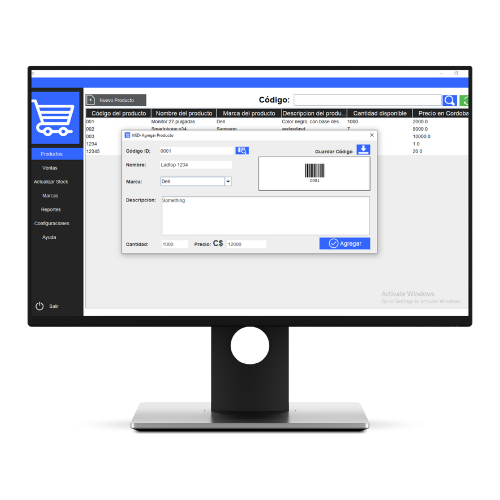 Nuevo Producto
Código:
Código del producto Nombre del producto Marca del producto Descripcion del produ... Cantidad disponible Precio en Cordoba
001 Monitor 27 pulgadas Dell Color negro, con base des... 1000 2000.0
002 Smartphone s34 Samsung 7 8000.0
003 10000.0
1234 1.0
12345 20.0
MED-Agregar Producto
Código ID: 0001
Guardar Código
Nombre: Ladtop 1234
Marca: Dell
0001
Descripcion: Something
Cantidad: 1000 Precio: C$ 12000 Agregar
Productos
Ventas
Actualizar Stock
Marcas
Reportes
Configuraciones
Ayuda
Salir
Activate Windows
Go to Settings to activate Windows.